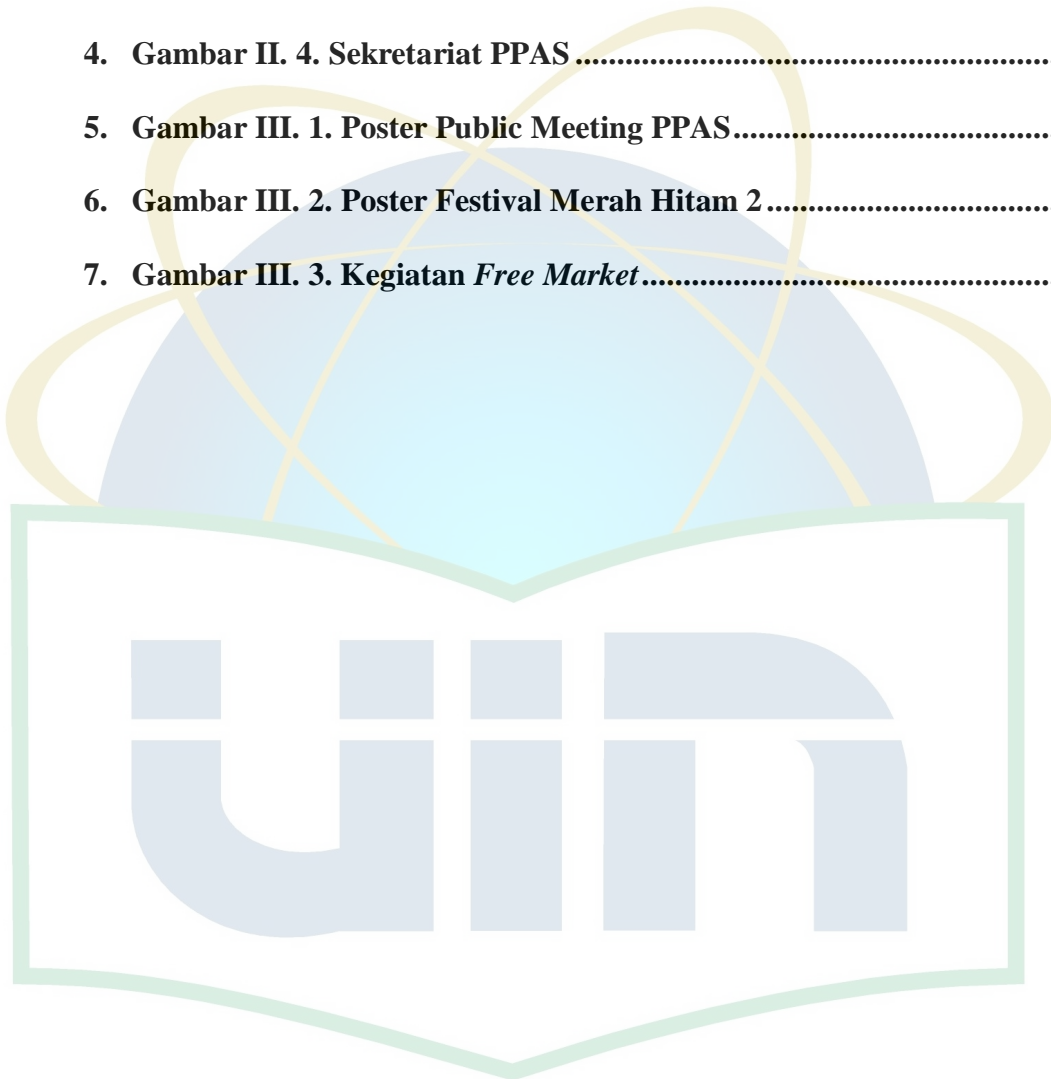 4. Gambar II. 4. Sekretariat PPAS ..........................................................
5. Gambar III. 1. Poster Public Meeting PPAS .......................................
6. Gambar III. 2. Poster Festival Merah Hitam 2 ...................................
7. Gambar III. 3. Kegiatan Free Market ..................................................
uin